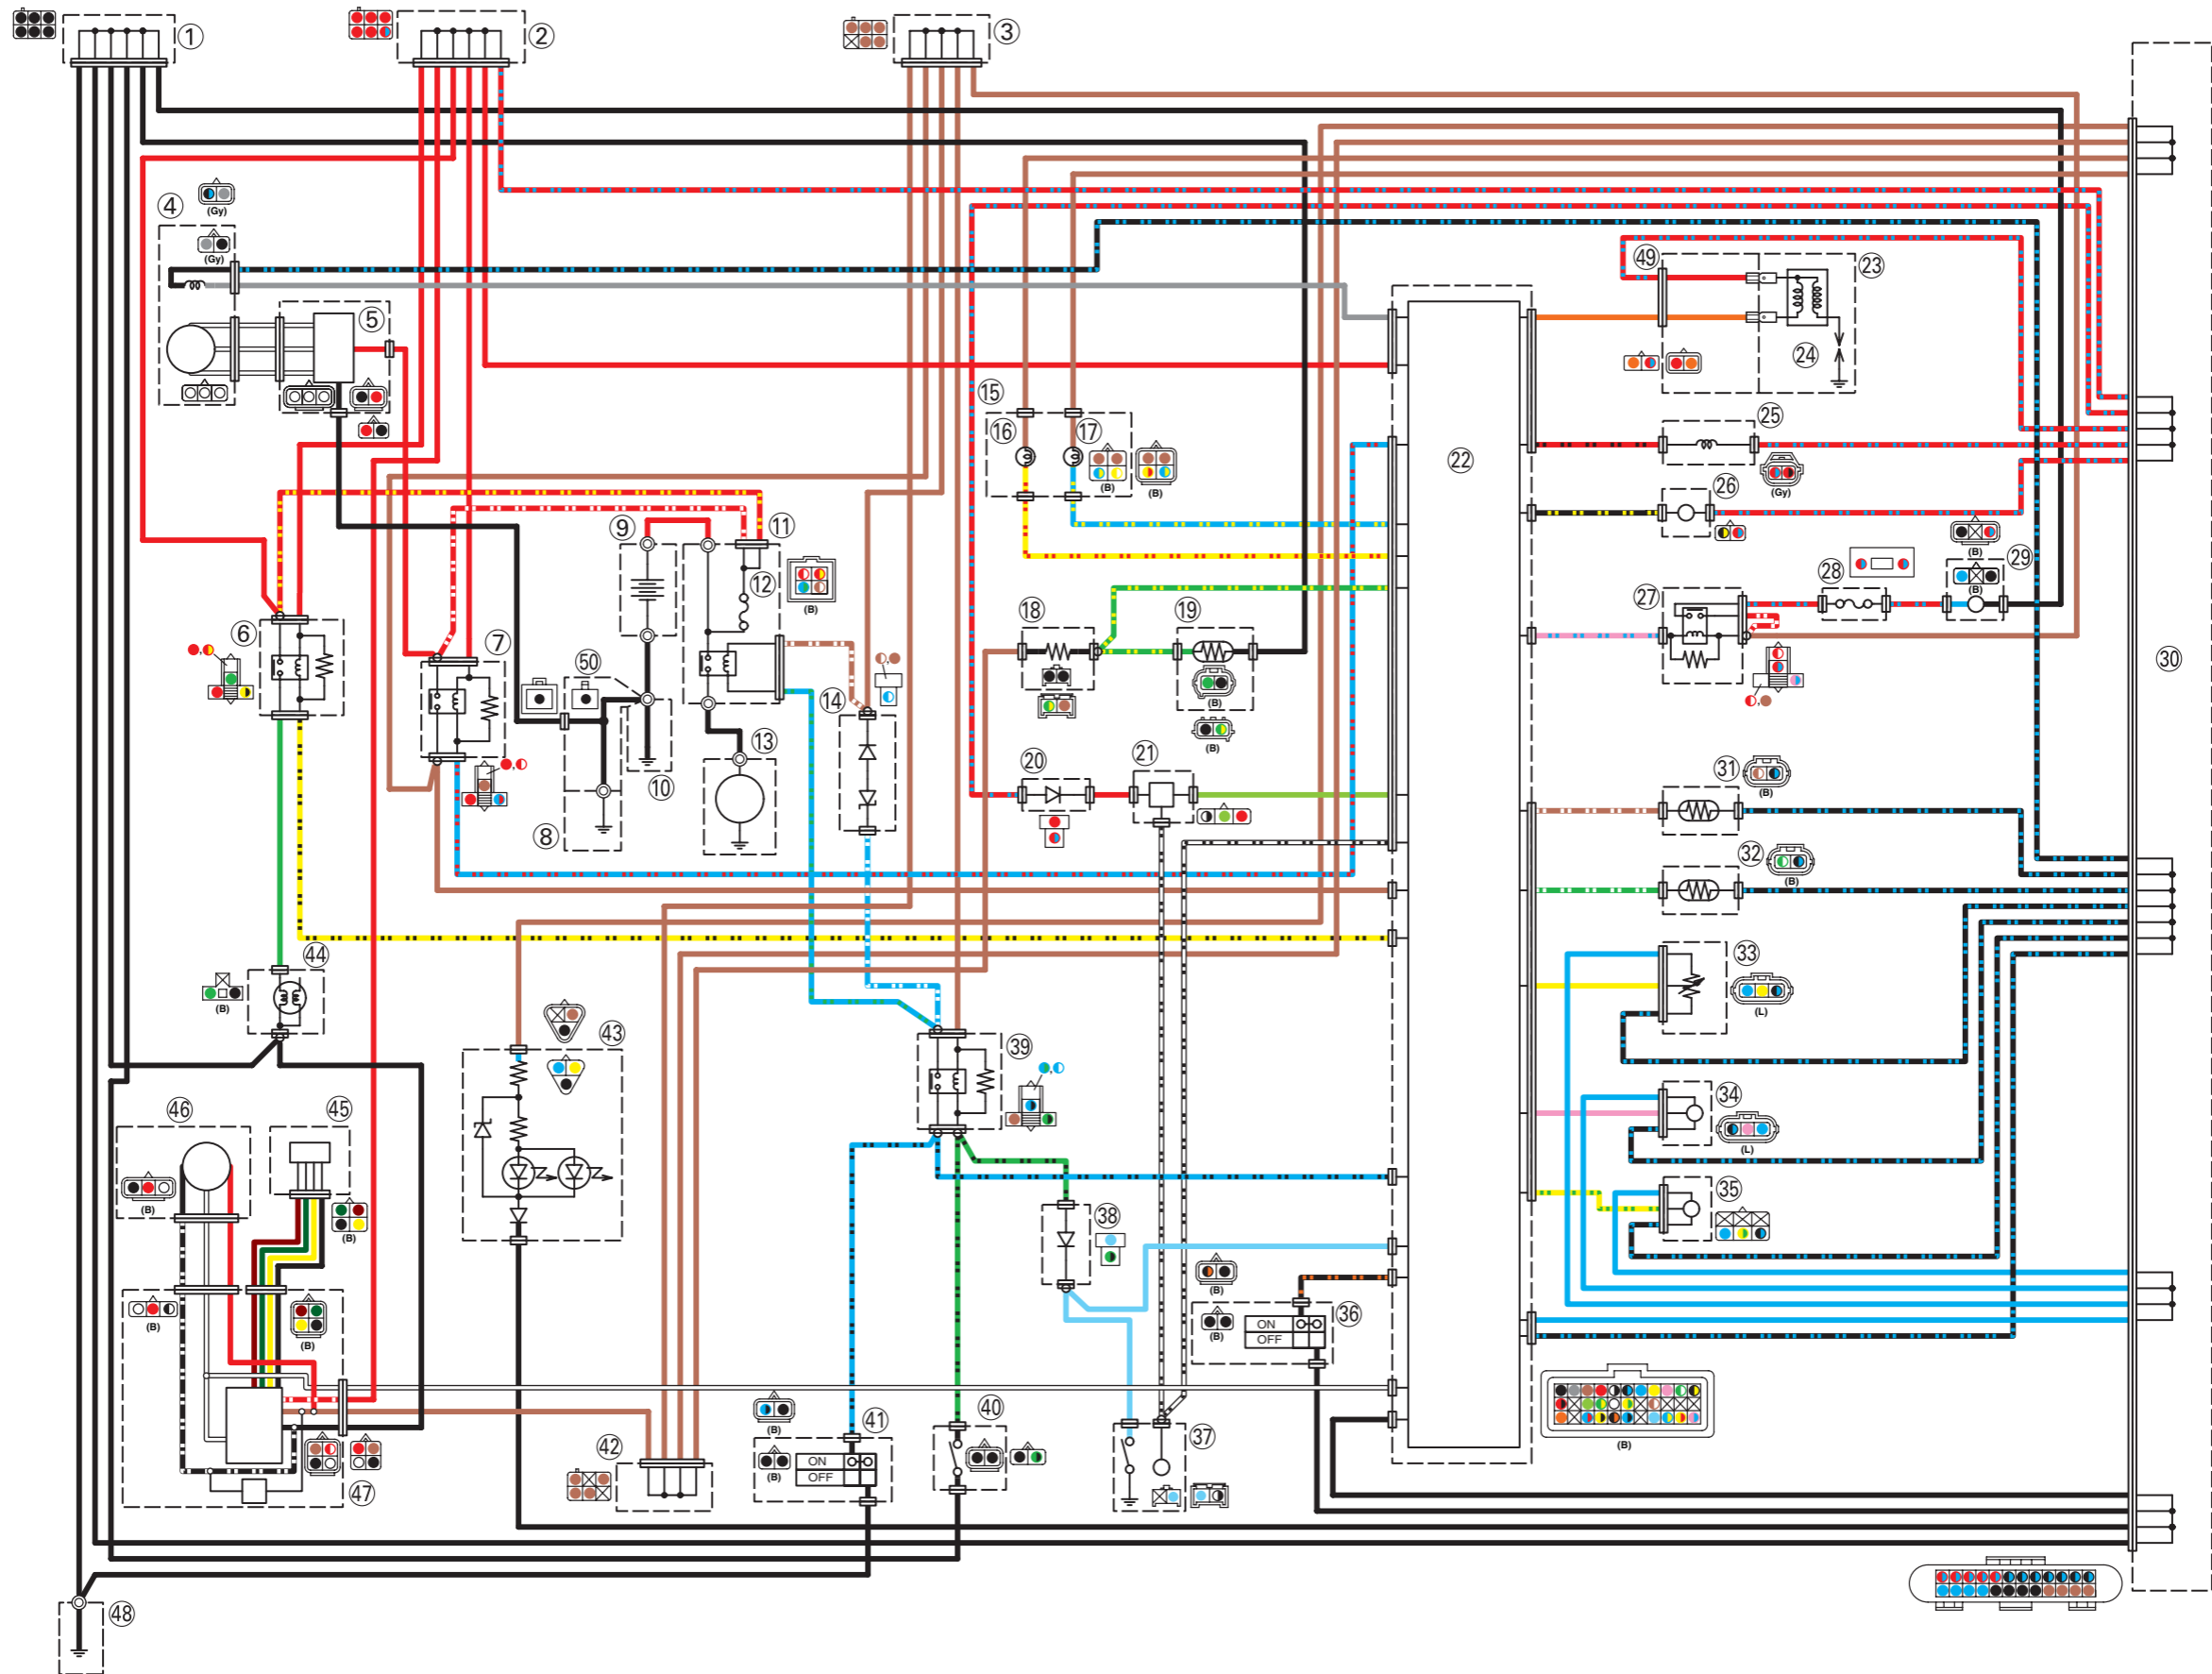 ① ② ③
④ (Gy)
(Gy)
⑤
㊾ ㉓
㉔
⑮
⑯ ⑰ ㉒ ㉕
(B) (B) (Gy)
㉖
⑨ ⑪
(B) ㉙
⑫ ㉘ (B)
(B)
⑥ ⑦ ⑱ ⑲ ㉗
㊿ ㉚
⑭ (B)
⑬ (B)
⑩ ⑳ ㉑ ㉛
(B)
⑧
㉜
(B)
㊹ ㉝
(B) (L)
㊸ ㊴
㊻ ㊺ ㉞
(L)
(B) (B) ㉟
㊳
(B)
(B) (B) ON ㊱
(B) OFF
㊶ ㊵
(B) ㊷ ON ㊲
(B) OFF (B)
㊼
㊽